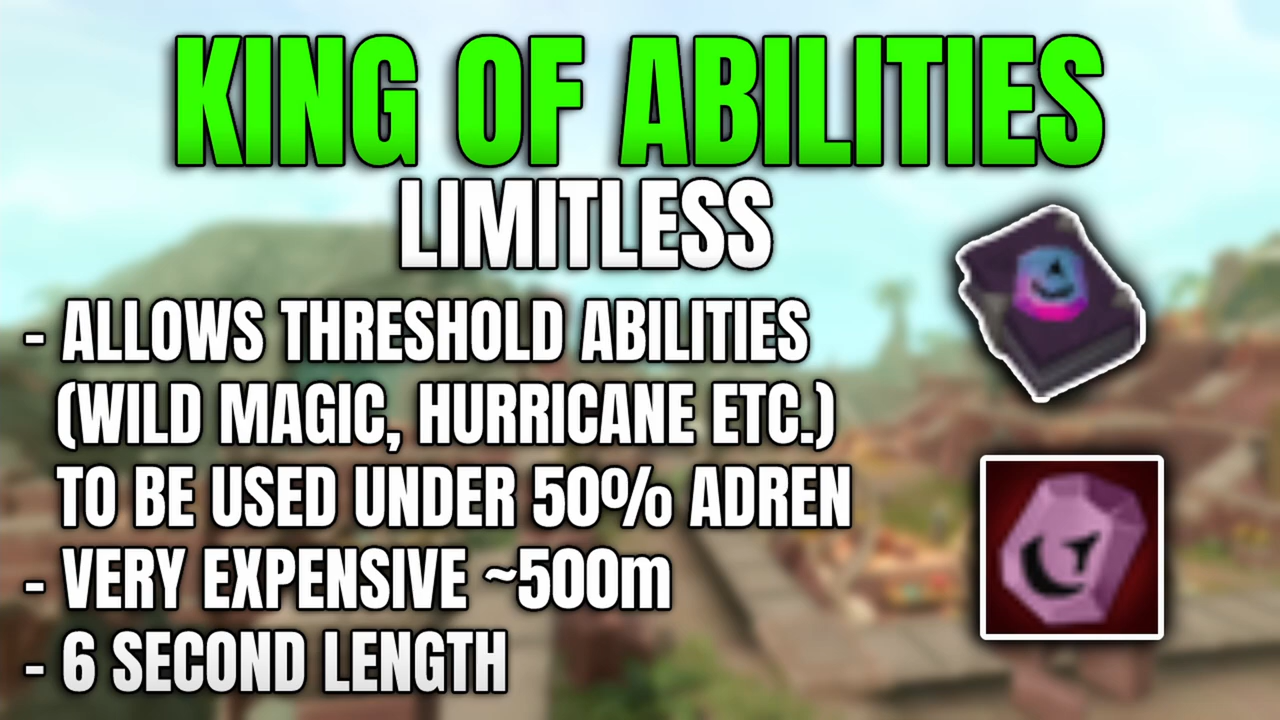 KING OF ABILITIES
LIMITLESS
- ALLOWS THRESHOLD ABILITIES
(WILD MAGIC, HURRICANE ETC.)
TO BE USED UNDER 50% ADREN
- VERY EXPENSIVE ~500m
- 6 SECOND LENGTH